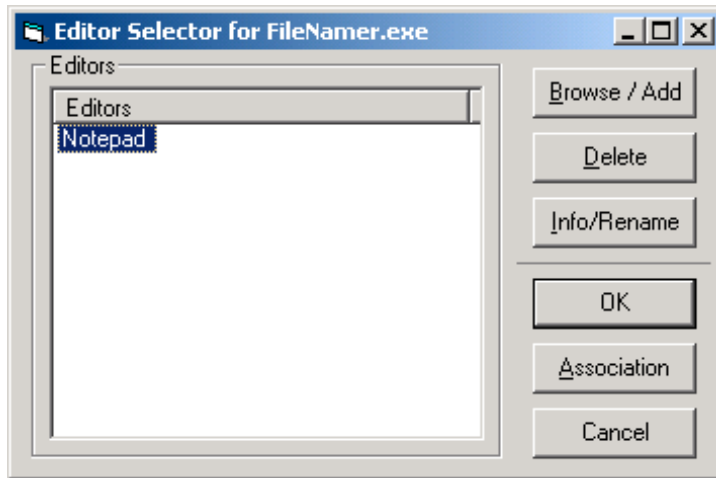 Editor Selector for FileNamer.exe
Editors
Editors
Notepad
Browse / Add
Delete
Info/Rename
OK
Association
Cancel